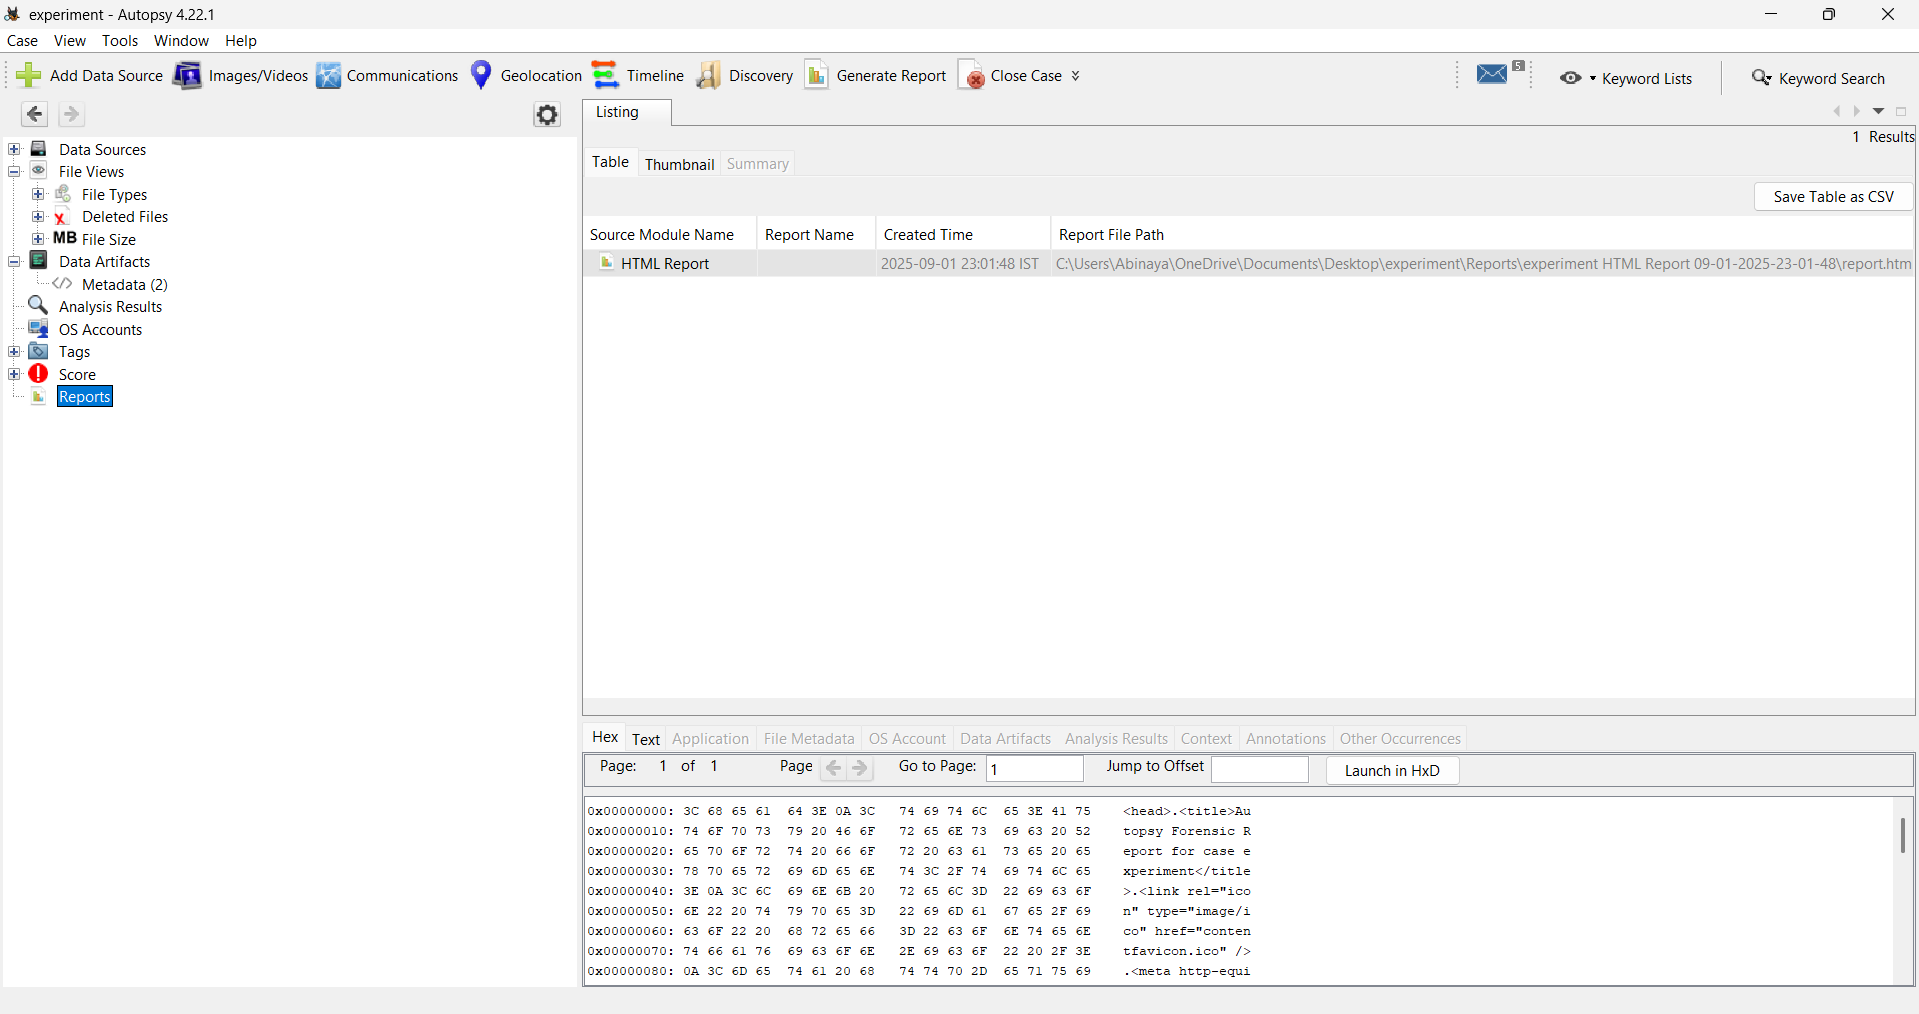 experiment - Autopsy 4.22.1
Case View Tools Window Help
Add Data Source Images/Videos Communications Geolocation Timeline Discovery Generate Report Close Case 5 Keyword Lists Keyword Search
Listing
1 Results
Table Thumbnail Summary
Save Table as CSV
Source Module Name Report Name Created Time Report File Path
HTML Report 2025-09-01 23:01:48 IST C:\Users\Abinaya\OneDrive\Documents\Desktop\experiment\Reports\experiment HTML Report 09-01-2025-23-01-48\report.htm
Data Sources
File Views
File Types
Deleted Files
MB File Size
Data Artifacts
Metadata (2)
Analysis Results
OS Accounts
Tags
Score
Reports
Hex Text Application File Metadata OS Account Data Artifacts Analysis Results Context Annotations Other Occurrences
Page: 1 of 1 Page Go to Page: 1 Jump to Offset Launch in HxD
0x00000000: 3C 68 65 61 64 3E 0A 3C 74 69 74 6C 65 3E 41 75 <head>.<title>Au
0x00000010: 74 6F 70 73 79 20 46 6F 72 65 6E 73 69 63 20 52 topsy Forensic R
0x00000020: 65 70 6F 72 74 20 66 6F 72 20 63 61 73 65 20 65 eport for case e
0x00000030: 78 70 65 72 69 6D 65 6E 74 3C 2F 74 69 74 6C 65 xperiment</title
0x00000040: 3E 0A 3C 6C 69 6E 6B 20 72 65 6C 3D 22 69 63 6F >.<link rel="ico
0x00000050: 6E 22 20 74 79 70 65 3D 22 69 6D 61 67 65 2F 69 n" type="image/i
0x00000060: 63 6F 22 20 68 72 65 66 3D 22 63 6F 6E 74 65 6E co" href="conten
0x00000070: 74 66 61 76 69 63 6F 6E 2E 69 63 6F 22 20 2F 3E tfavicon.ico" />
0x00000080: 0A 3C 6D 65 74 61 20 68 74 74 70 2D 65 71 75 69 .<meta http-equi